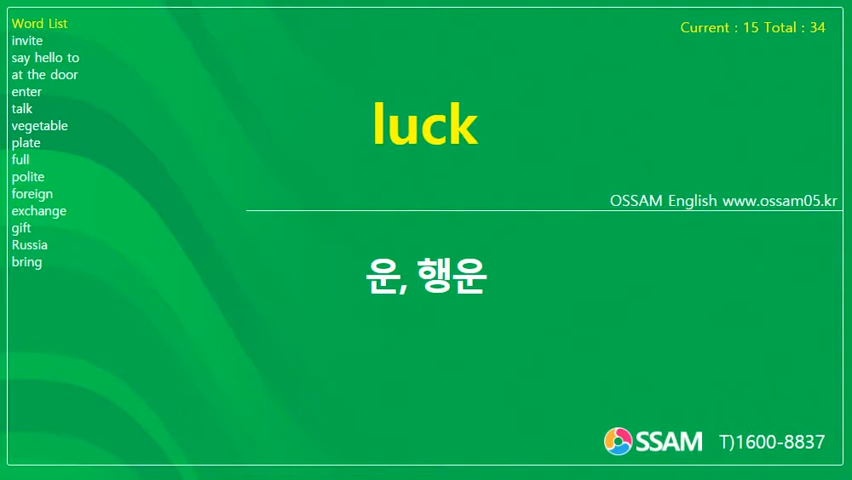 Word List
invite
say hello to
at the door
enter
talk
vegetable
plate
full
polite
foreign
exchange
gift
Russia
bring
Current : 15 Total : 34
luck
OSSAM English www.ossam05.kr
운, 행운
OSSAM T)1600-8837